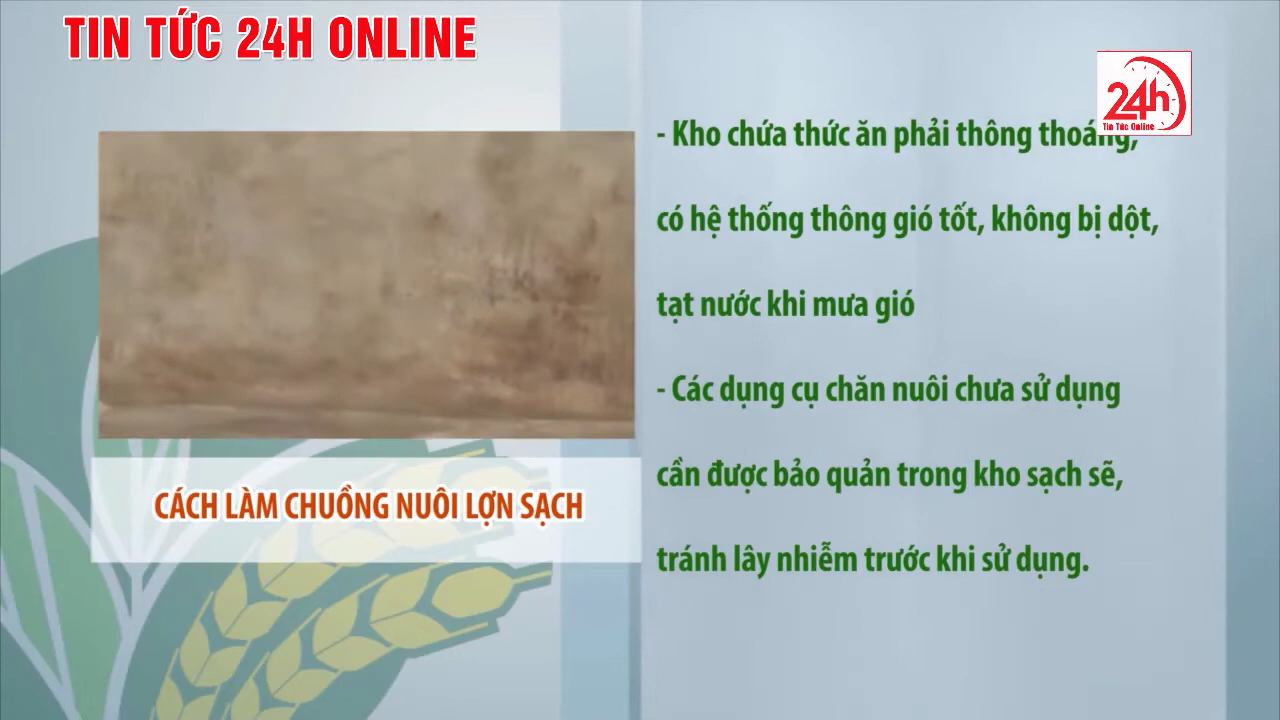 TIN TỨC 24H ONLINE
24h
Tin Tức Online
- Kho chứa thức ăn phải thông thoáng,
có hệ thống thông gió tốt, không bị dột,
tạt nước khi mưa gió
- Các dụng cụ chăn nuôi chưa sử dụng
cần được bảo quản trong kho sạch sẽ,
tránh lây nhiễm trước khi sử dụng.
CÁCH LÀM CHUỒNG NUÔI LỢN SẠCH